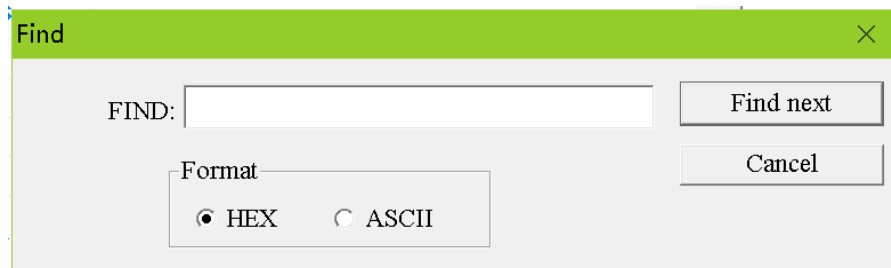 Find
FIND:
Find next
Cancel
Format
HEX
ASCII